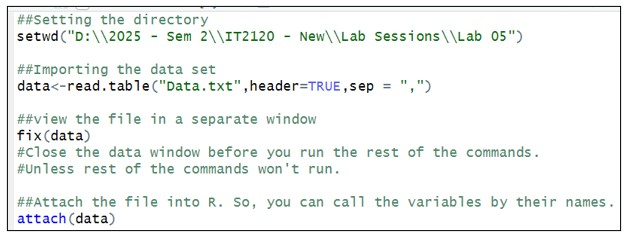 ##Setting the directory
setwd("D:\\2025 - Sem 2\\IT2120 - New\\Lab Sessions\\Lab 05")
##Importing the data set
data<-read.table("Data.txt",header=TRUE,sep = ",")
##view the file in a separate window
fix(data)
#Close the data window before you run the rest of the commands.
#Unless rest of the commands won't run.
##Attach the file into R. So, you can call the variables by their names.
attach(data)